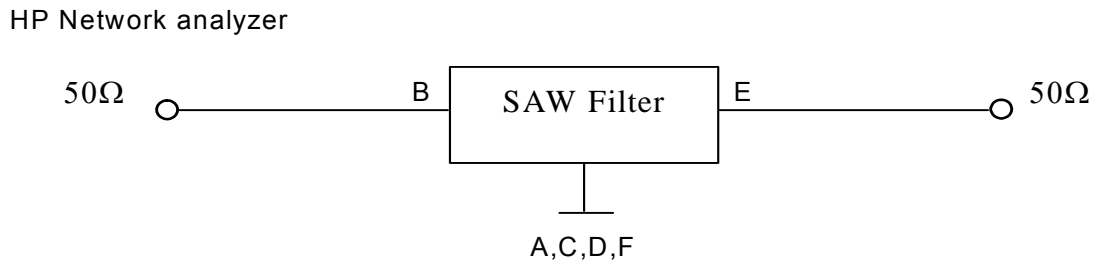 HP Network analyzer
50Ω B SAW Filter E 50Ω
A,C,D,F